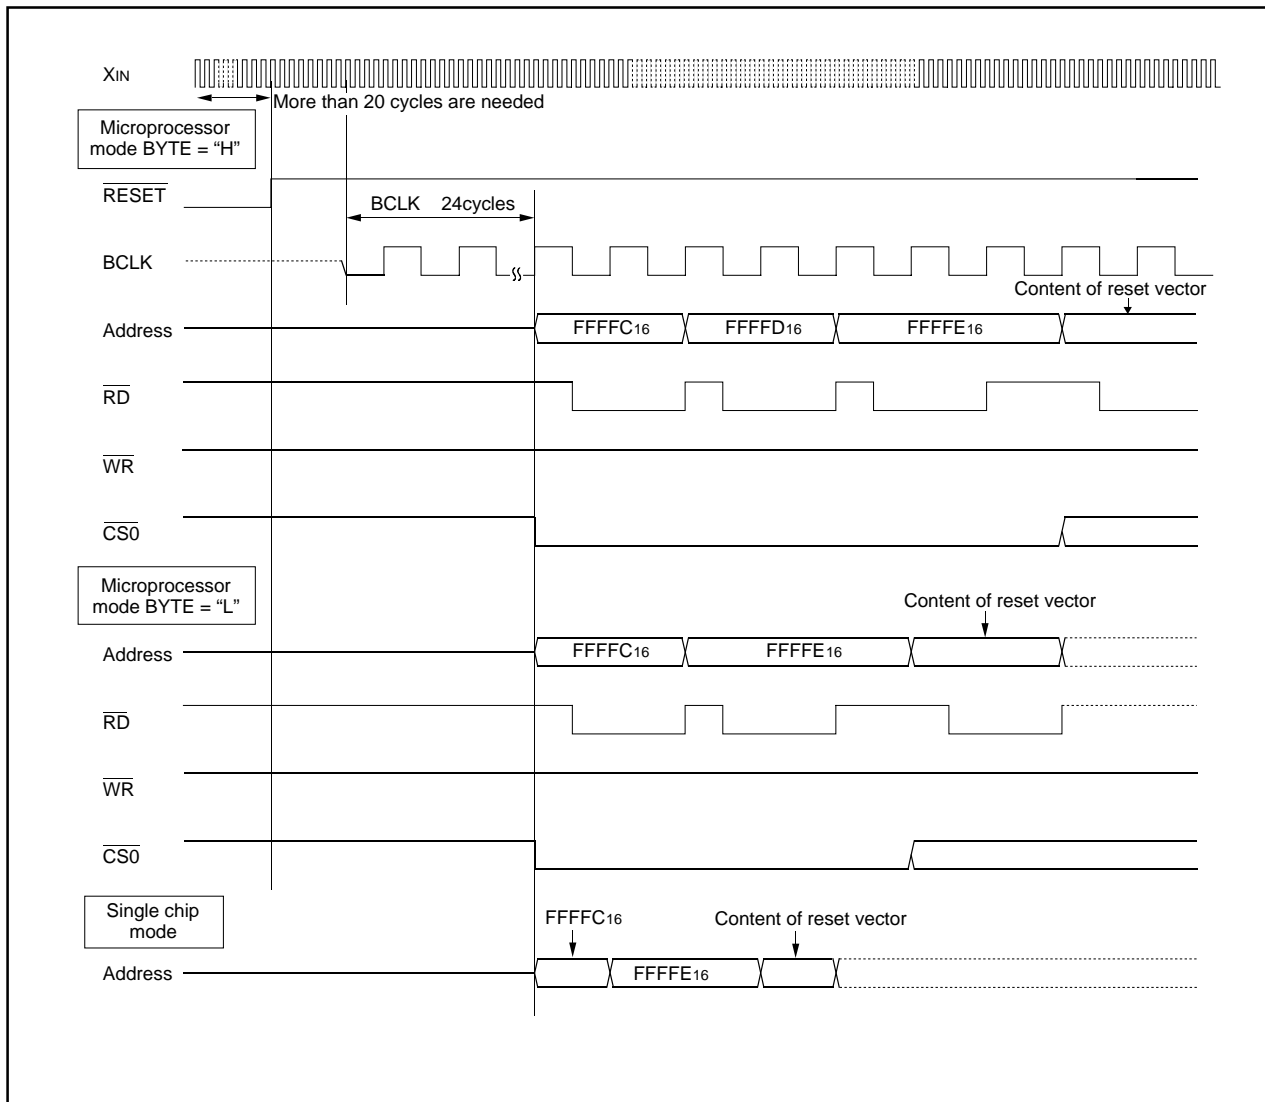 XIN
More than 20 cycles are needed
Microprocessor
mode BYTE = “H”
RESET
BCLK 24cycles
BCLK
Content of reset vector
Address
FFFFC16
FFFFD16
FFFFE16
RD
WR
CS0
Microprocessor
mode BYTE = “L”
Content of reset vector
Address
FFFFC16
FFFFE16
RD
WR
CS0
Single chip
mode
FFFFC16
Content of reset vector
Address
FFFFE16